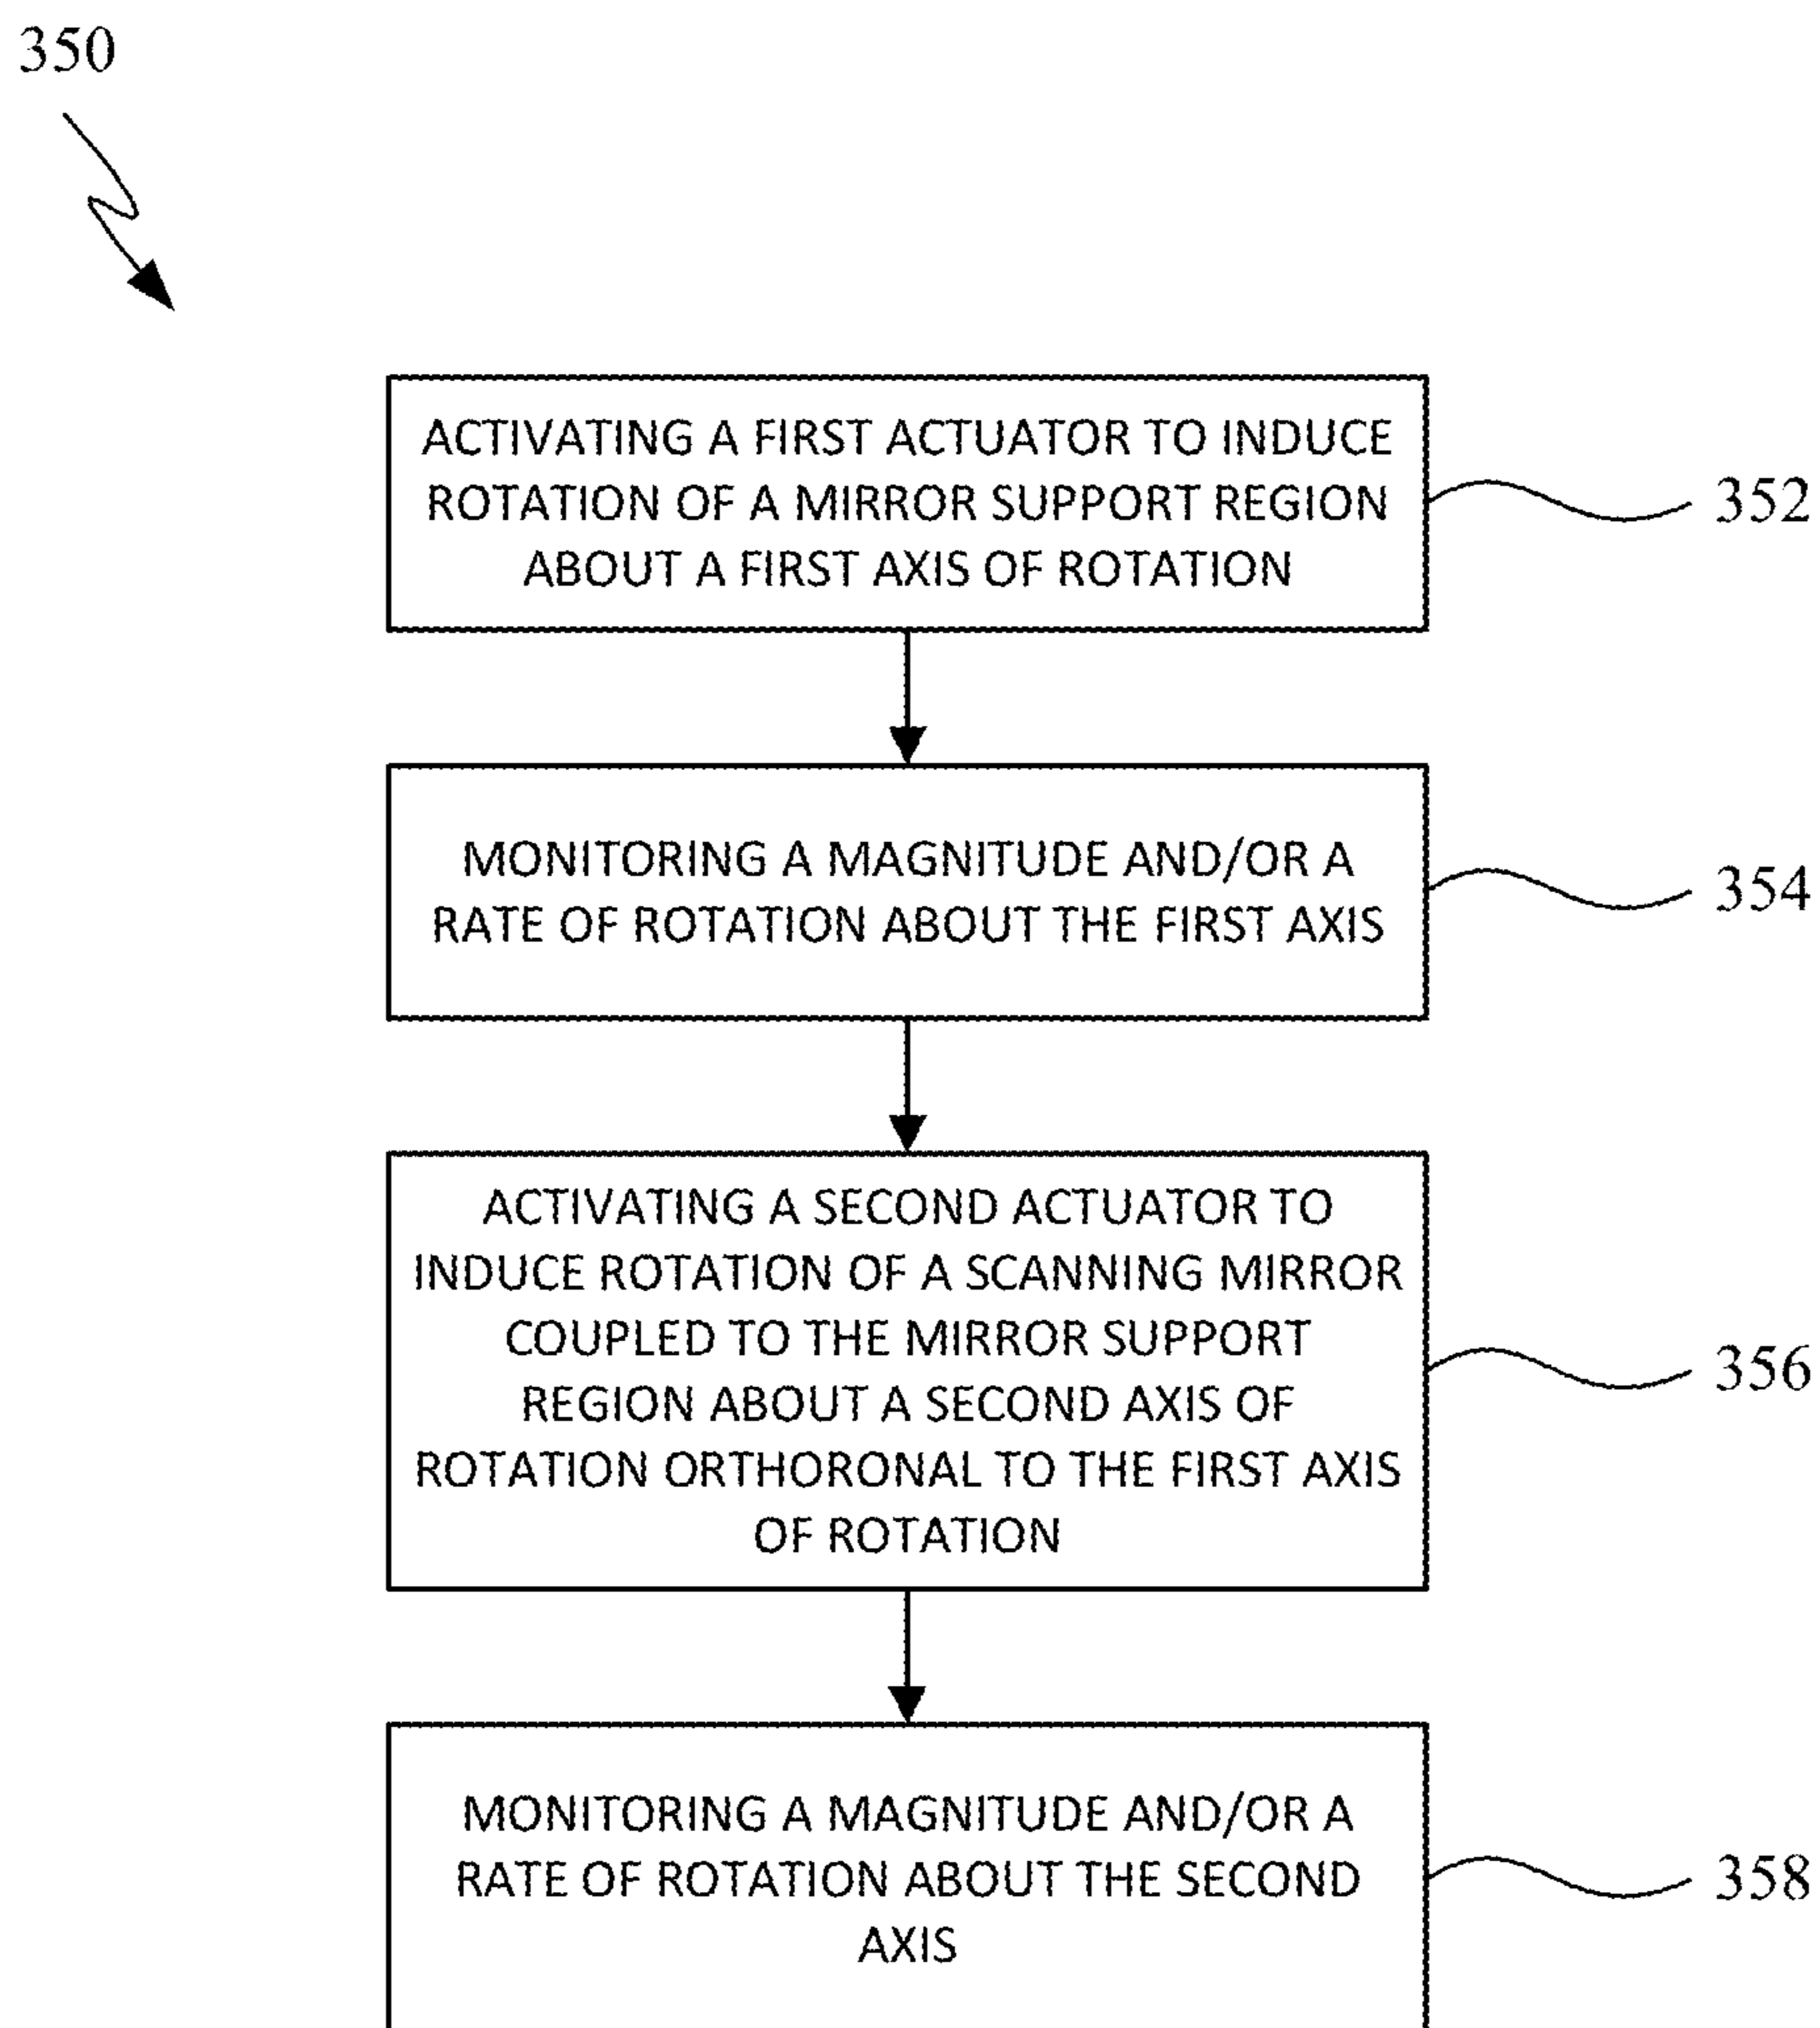 350
ACTIVATING A FIRST ACTUATOR TO INDUCE
ROTATION OF A MIRROR SUPPORT REGION
ABOUT A FIRST AXIS OF ROTATION
352
MONITORING A MAGNITUDE AND/OR A
RATE OF ROTATION ABOUT THE FIRST AXIS
354
ACTIVATING A SECOND ACTUATOR TO
INDUCE ROTATION OF A SCANNING MIRROR
COUPLED TO THE MIRROR SUPPORT
REGION ABOUT A SECOND AXIS OF
ROTATION ORTHORONAL TO THE FIRST AXIS
OF ROTATION
356
MONITORING A MAGNITUDE AND/OR A
RATE OF ROTATION ABOUT THE SECOND
AXIS
358